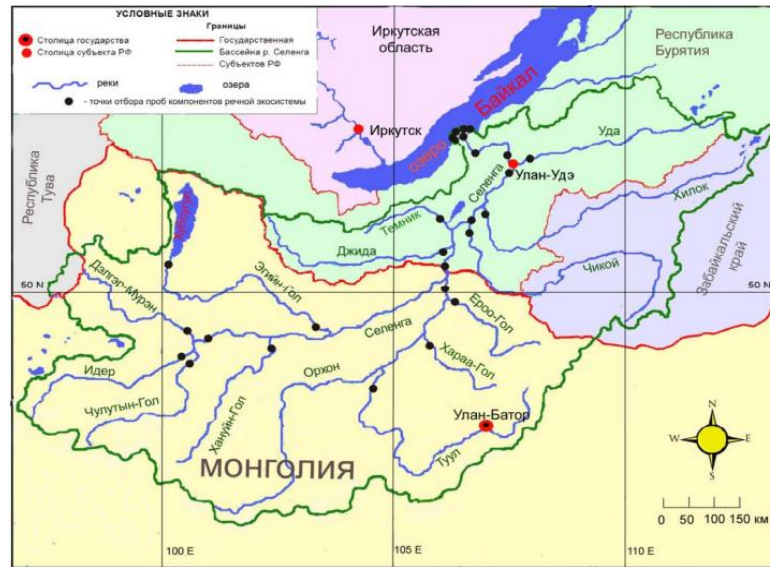 УСЛОВНЫЕ ЗНАКИ
Границы
Столица государства
Столица субъекта РФ
Государственная
Бассейна р. Селенга
Субъектов РФ
реки
озера
- точки отбора проб компонентов речной экосистемы
Иркутская
область
Республика
Бурятия
Байкал
озеро
Иркутск
Уда
Улан-Удэ
Республика
Тува
Селенга
Хилок
Темник
Джида
Чикой
Забайкальский
край
Хубсугул
50 N
50 N
Дэлгэр-Мурэн
Эгийн-Гол
Селенга
Ероо-Гол
Орхон
Хараа-Гол
Идер
Чулутын-Гол
Хануйн-Гол
Улан-Батор
Туул
МОНГОЛИЯ
N
W
E
S
0 50 100 150 км
100 E
105 E
110 E